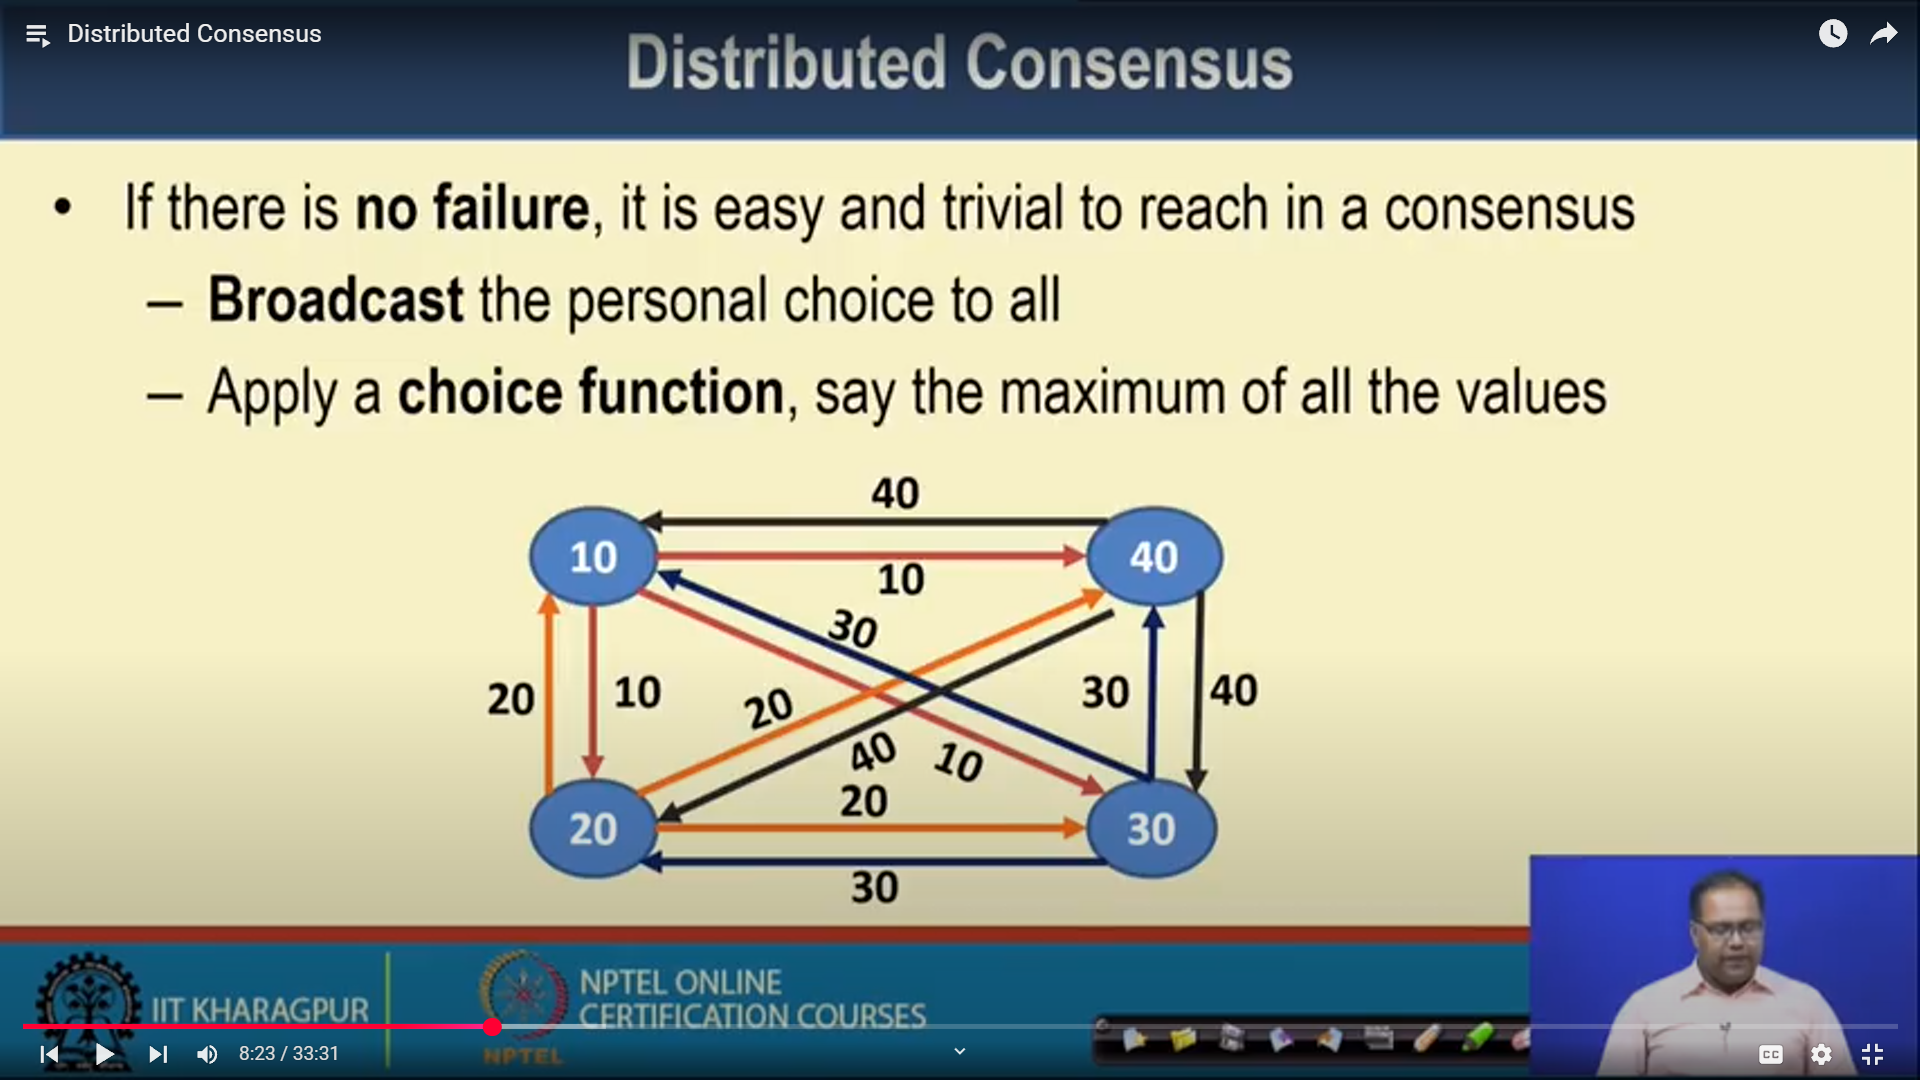 Distributed Consensus
Distributed Consensus
• If there is no failure, it is easy and trivial to reach in a consensus
– Broadcast the personal choice to all
– Apply a choice function, say the maximum of all the values
40
10
40
10
30
20
10
20
30
40
40
10
20
20
30
30
IIT KHARAGPUR
NPTEL ONLINE
CERTIFICATION COURSES
NPTEL
8:23 / 33:31
CC